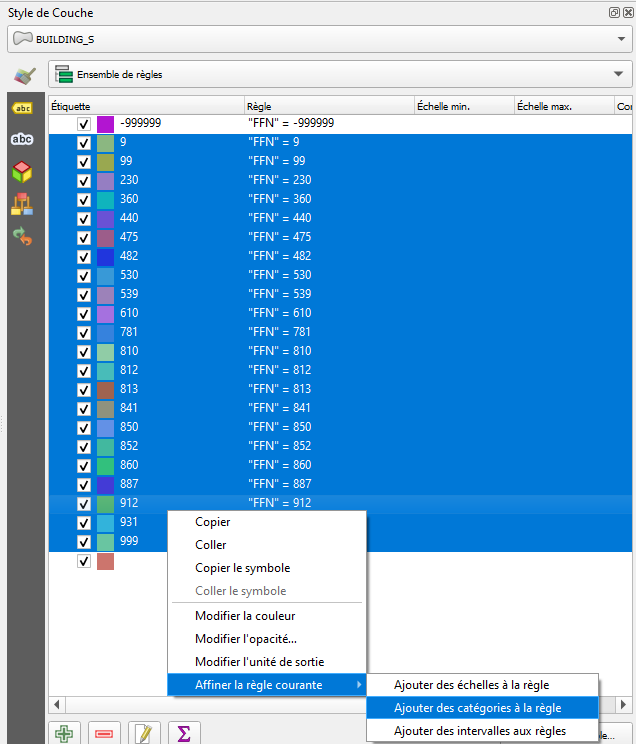 Style de Couche
BUILDING_S
Ensemble de règles
Étiquette Règle Échelle min. Échelle max. Co
-999999 "FFN" = -999999
9 "FFN" = 9
99 "FFN" = 99
230 "FFN" = 230
360 "FFN" = 360
440 "FFN" = 440
475 "FFN" = 475
482 "FFN" = 482
530 "FFN" = 530
539 "FFN" = 539
610 "FFN" = 610
781 "FFN" = 781
810 "FFN" = 810
812 "FFN" = 812
813 "FFN" = 813
841 "FFN" = 841
850 "FFN" = 850
852 "FFN" = 852
860 "FFN" = 860
887 "FFN" = 887
912 "FFN" = 912
931
999
abc
abc
Copier
Coller
Copier le symbole
Coller le symbole
Modifier la couleur
Modifier l'opacité...
Modifier l'unité de sortie
Affiner la règle courante
Ajouter des échelles à la règle
Ajouter des catégories à la règle
Ajouter des intervalles aux règles
Σ